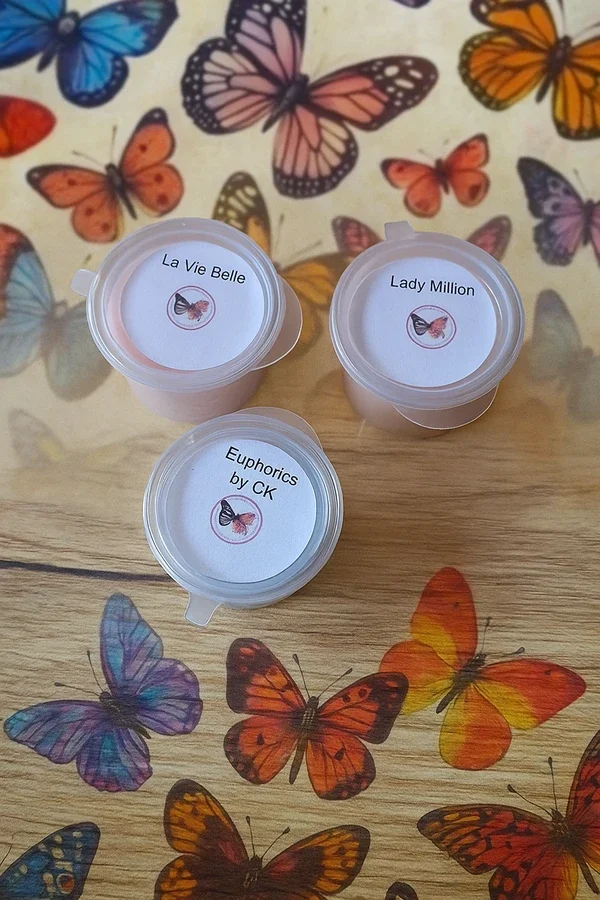 La Vie Belle
Lady Million
Euphorics
by CK